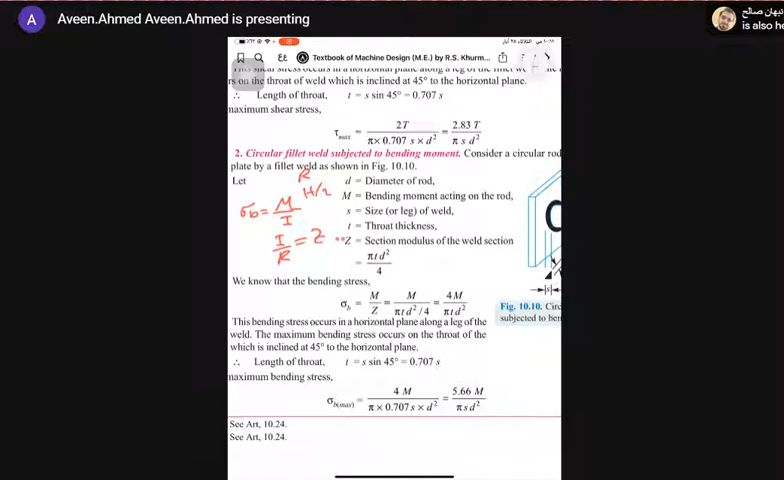 A Aveen.Ahmed Aveen.Ahmed is presenting
is also he
Textbook of Machine Design (M.E.) by R.S. Khurm...
rs on the throat of weld which is inclined at 45° to the horizontal plane.
∴ Length of throat, t = s sin 45° = 0.707 s
naximum shear stress,
τmax = 2T / π × 0.707 s × d² = 2.83 T / π s d²
2. Circular fillet weld subjected to bending moment. Consider a circular rod
plate by a fillet weld as shown in Fig. 10.10.
R
Let d = Diameter of rod,
H/2
M = Bending moment acting on the rod,
σb = M / I
s = Size (or leg) of weld,
t = Throat thickness,
I / R = Z
**Z = Section modulus of the weld section
= π t d² / 4
We know that the bending stress,
σb = M / Z = M / π t d² / 4 = 4 M / π t d²
Fig. 10.10. Circ
subjected to ben
This bending stress occurs in a horizontal plane along a leg of the
weld. The maximum bending stress occurs on the throat of the
which is inclined at 45° to the horizontal plane.
∴ Length of throat, t = s sin 45° = 0.707 s
naximum bending stress,
σb(max) = 4 M / π × 0.707 s × d² = 5.66 M / π s d²
See Art, 10.24.
See Art, 10.24.